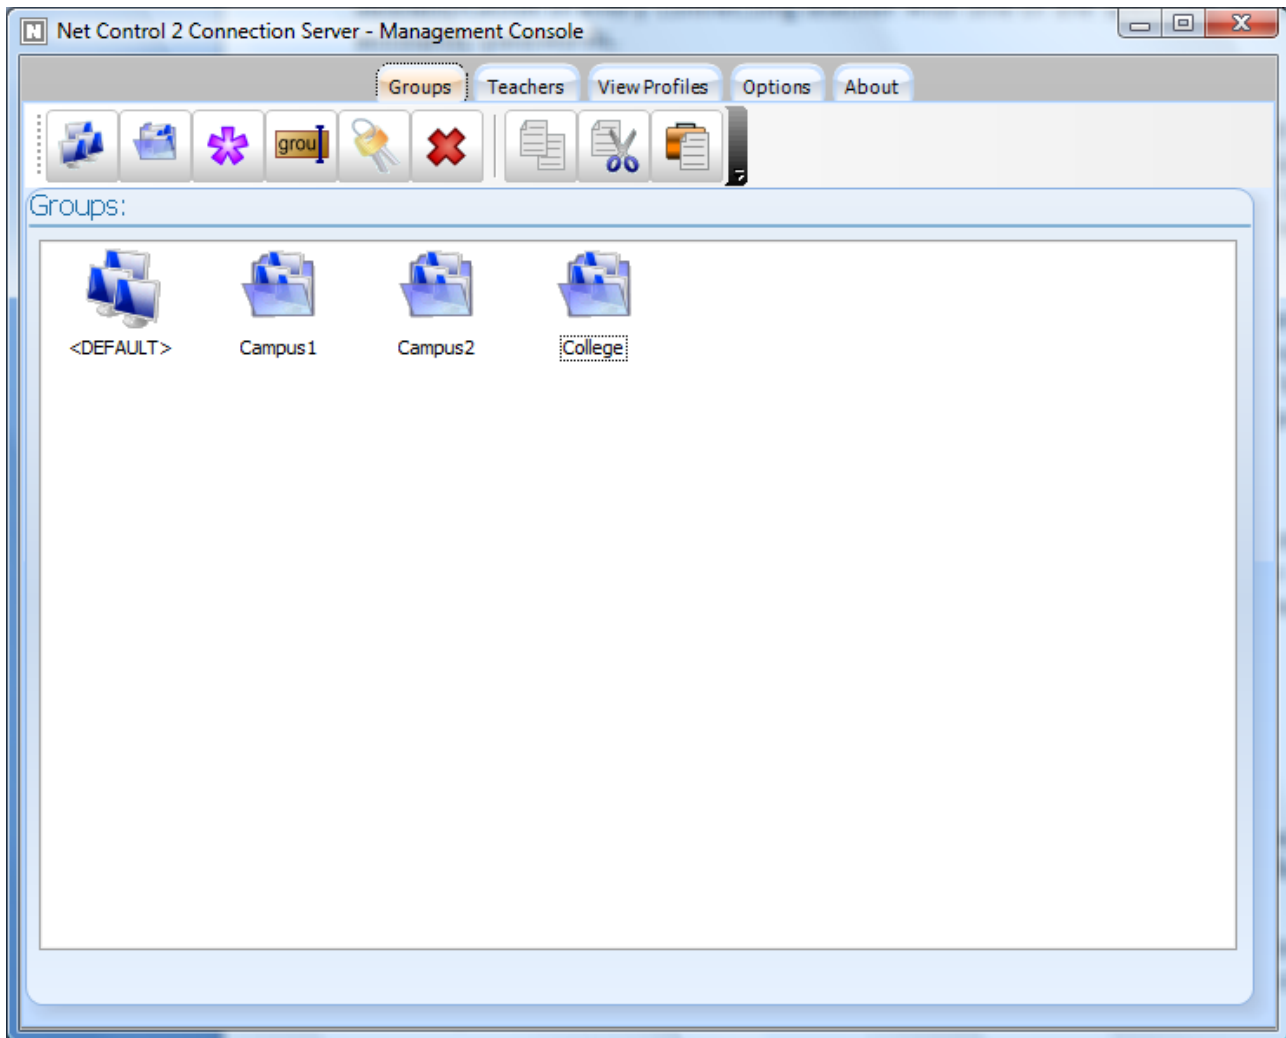 Net Control 2 Connection Server - Management Console
Groups Teachers View Profiles Options About
grou
Groups:
<DEFAULT> Campus1 Campus2 College